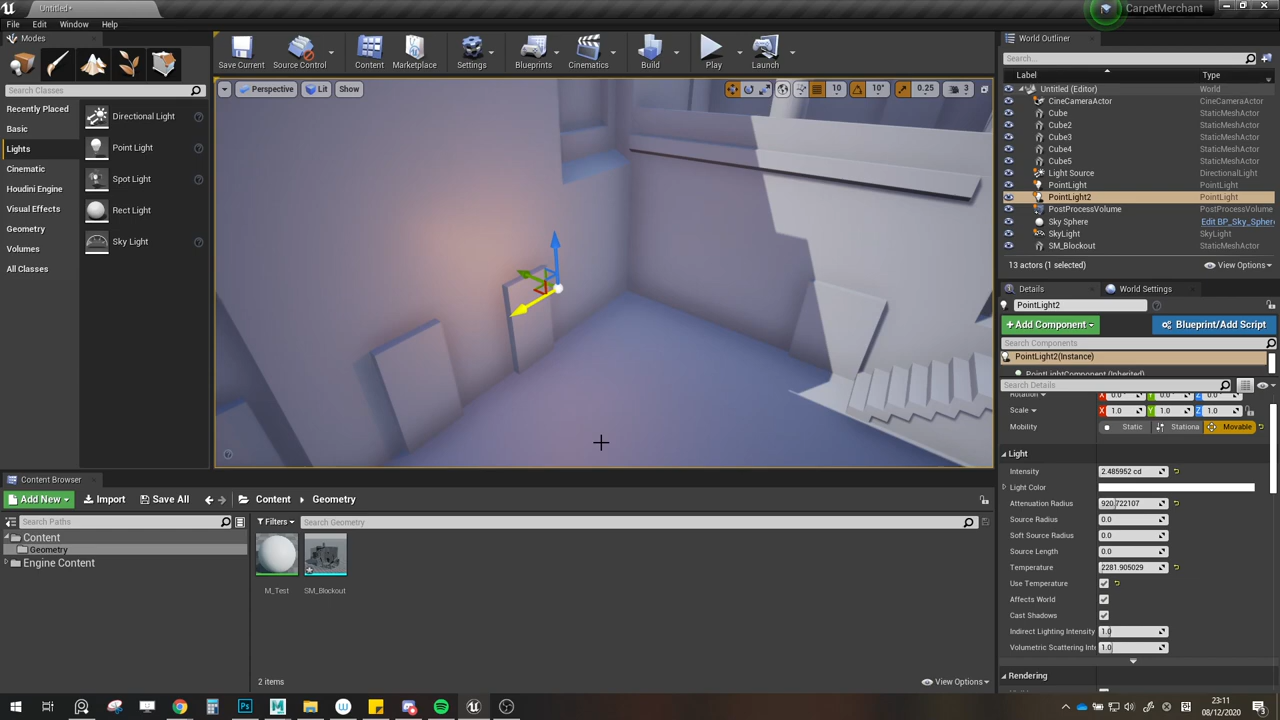 Untitled*
CarpetMerchant
File Edit Window Help
Modes
Search Classes
Recently Placed
Basic
Lights
Cinematic
Houdini Engine
Visual Effects
Geometry
Volumes
All Classes
Directional Light
Point Light
Spot Light
Rect Light
Sky Light
Save Current
Source Control
Content
Marketplace
Settings
Blueprints
Cinematics
Build
Play
Launch
Perspective
Lit
Show
10
10°
0.25
3
World Outliner
Search...
Label Type
Untitled (Editor) World
CineCameraActor CineCameraActor
Cube StaticMeshActor
Cube2 StaticMeshActor
Cube3 StaticMeshActor
Cube4 StaticMeshActor
Cube5 StaticMeshActor
Light Source DirectionalLight
PointLight PointLight
PointLight2 PointLight
PostProcessVolume PostProcessVolume
Sky Sphere Edit BP_Sky_Spher
SkyLight SkyLight
SM_Blockout StaticMeshActor
13 actors (1 selected)
View Options
Details
World Settings
PointLight2
+ Add Component
Blueprint/Add Script
Search Components
PointLight2(Instance)
PointLightComponent (Inherited)
Search Details
Rotation X 0.0° Y 0.0° Z 0.0°
Scale X 1.0 Y 1.0 Z 1.0
Mobility Static Stationa Movable
Light
Intensity 2.485952 cd
Light Color
Attenuation Radius 920.722107
Source Radius 0.0
Soft Source Radius 0.0
Source Length 0.0
Temperature 2281.905029
Use Temperature
Affects World
Cast Shadows
Indirect Lighting Intensity 1.0
Volumetric Scattering Inte 1.0
Rendering
Content Browser
Add New
Import
Save All
Content
Geometry
Search Paths
Filters
Search Geometry
Content
Geometry
Engine Content
M_Test
SM_Blockout
2 items
View Options
23:11
08/12/2020
3